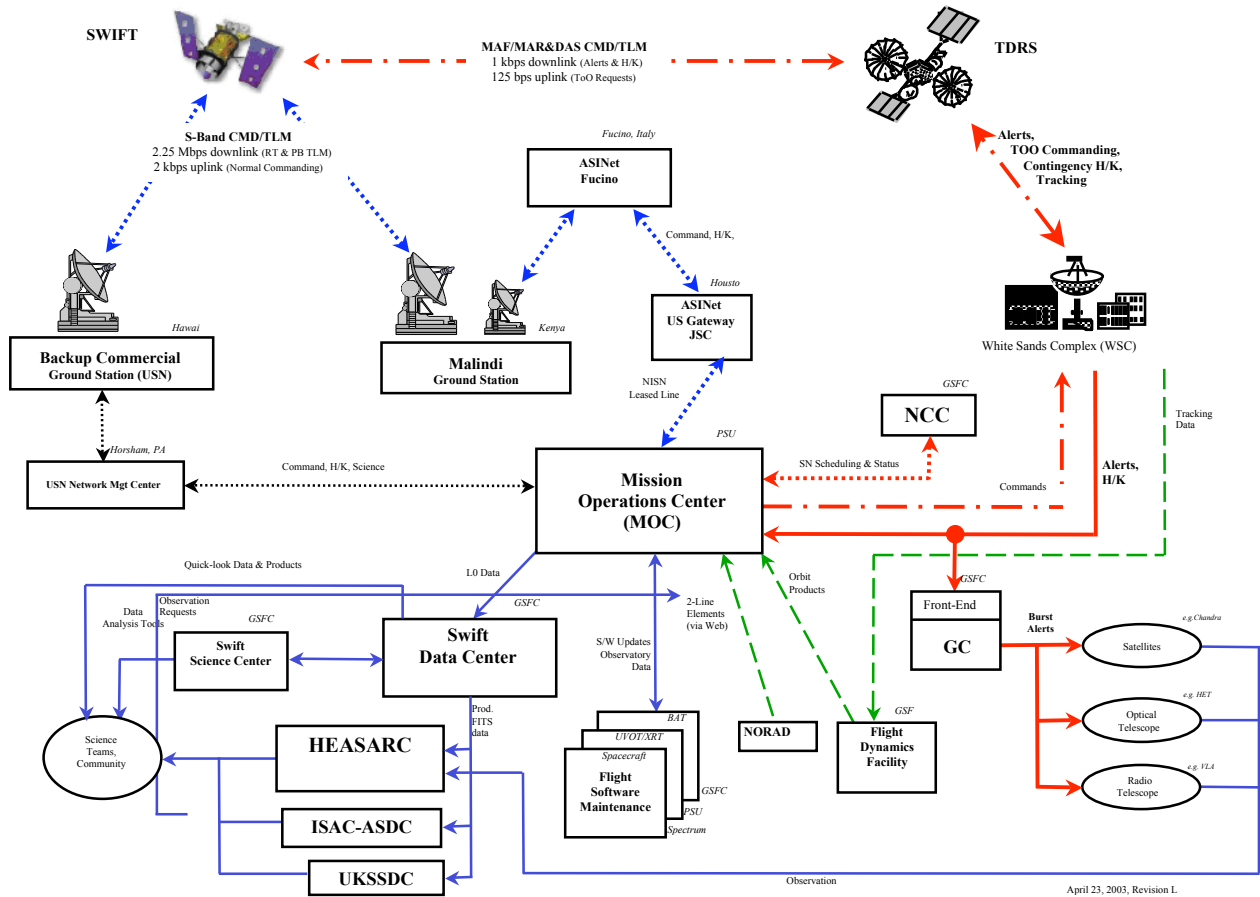 SWIFT
MAF/MAR&DAS CMD/TLM
1 kbps downlink (Alerts & H/K)
125 bps uplink (ToO Requests)
TDRS
S-Band CMD/TLM
2.25 Mbps downlink (RT & PB TLM)
2 kbps uplink (Normal Commanding)
Fucino, Italy
ASINet
Fucino
Alerts,
TOO Commanding,
Contingency H/K,
Tracking
Command, H/K,
Housto
ASINet
US Gateway
JSC
Hawai
Backup Commercial
Ground Station (USN)
Kenya
Malindi
Ground Station
White Sands Complex (WSC)
NISN
Leased Line
GSFC
NCC
Tracking
Data
PSU
Horsham, PA
USN Network Mgt Center
Command, H/K, Science
Mission
Operations Center
(MOC)
SN Scheduling & Status
Commands
Alerts,
H/K
Quick-look Data & Products
L0 Data
Orbit
Products
GSFC
Front-End
GC
Burst
Alerts
Data
Analysis Tools
Observation
Requests
GSFC
2-Line
Elements
(via Web)
GSFC
Swift
Science Center
Swift
Data Center
S/W Updates
Observatory
Data
e.g.Chandra
Satellites
e.g. HET
Optical
Telescope
e.g. VLA
Radio
Telescope
Prod.
FITS
data
Science
Teams,
Community
HEASARC
BAT
UVOT/XRT
Spacecraft
Flight
Software
Maintenance
GSFC
PSU
Spectrum
NORAD
GSF
Flight
Dynamics
Facility
ISAC-ASDC
UKSSDC
Observation
April 23, 2003, Revision L